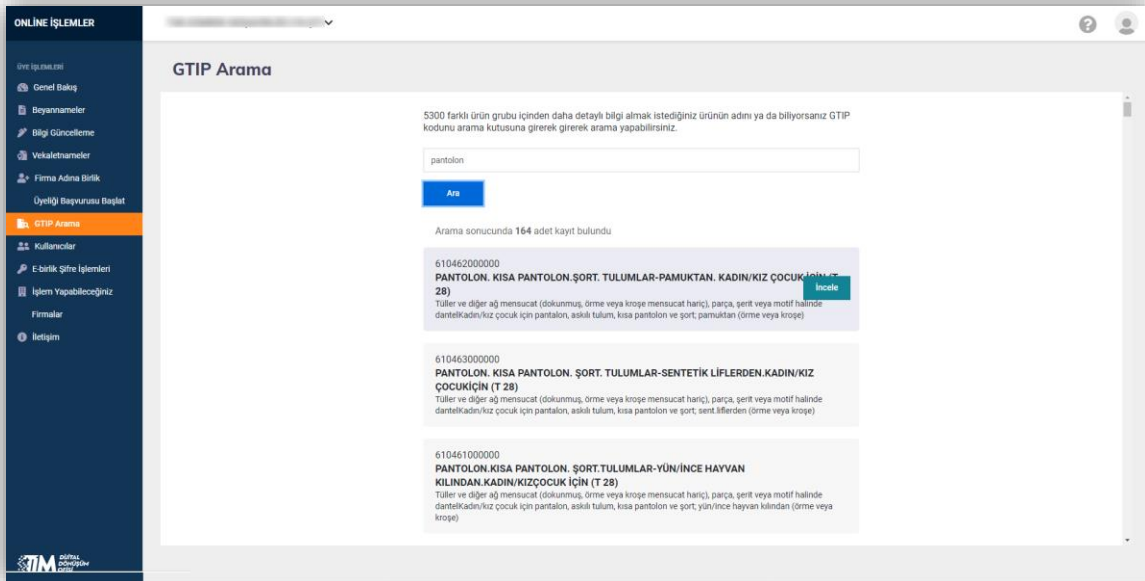 ONLİNE İŞLEMLER
GTIP Arama
ÜYE İŞLEMLERİ
Genel Bakış
Beyannameler
Bilgi Güncelleme
Vekaletnameler
Firma Adına Birlik
Üyeliği Başvurusu Başlat
GTIP Arama
Kullanıcılar
E-birlik Şifre İşlemleri
İşlem Yapabileceğiniz
Firmalar
İletişim
5300 farklı ürün grubu içinden daha detaylı bilgi almak istediğiniz ürünün adını ya da biliyorsanız GTIP
kodunu arama kutusuna girerek girerek arama yapabilirsiniz.
pantolon
Ara
Arama sonucunda 164 adet kayıt bulundu
610462000000
PANTOLON. KISA PANTOLON.ŞORT. TULUMLAR-PAMUKTAN. KADIN/KIZ ÇOCUK İÇİN (T
28)
İncele
Tüller ve diğer ağ mensucat (dokunmuş, örme veya kroşe mensucat hariç), parça, şerit veya motif halinde
dantelKadın/kız çocuk için pantalon, askılı tulum, kısa pantolon ve şort; pamuktan (örme veya kroşe)
610463000000
PANTOLON. KISA PANTOLON. ŞORT. TULUMLAR-SENTETİK LİFLERDEN.KADIN/KIZ
ÇOCUKİÇİN (T 28)
Tüller ve diğer ağ mensucat (dokunmuş, örme veya kroşe mensucat hariç), parça, şerit veya motif halinde
dantelKadın/kız çocuk için pantalon, askılı tulum, kısa pantolon ve şort; sent.liflerden (örme veya kroşe)
610461000000
PANTOLON.KISA PANTOLON. ŞORT.TULUMLAR-YÜN/İNCE HAYVAN
KILINDAN.KADIN/KIZÇOCUK İÇİN (T 28)
Tüller ve diğer ağ mensucat (dokunmuş, örme veya kroşe mensucat hariç), parça, şerit veya motif halinde
dantelKadın/kız çocuk için pantalon, askılı tulum, kısa pantolon ve şort; yün/ince hayvan kılından (örme veya
kroşe)
TİM DİJİTAL
DÖNÜŞÜM
OFİSİ